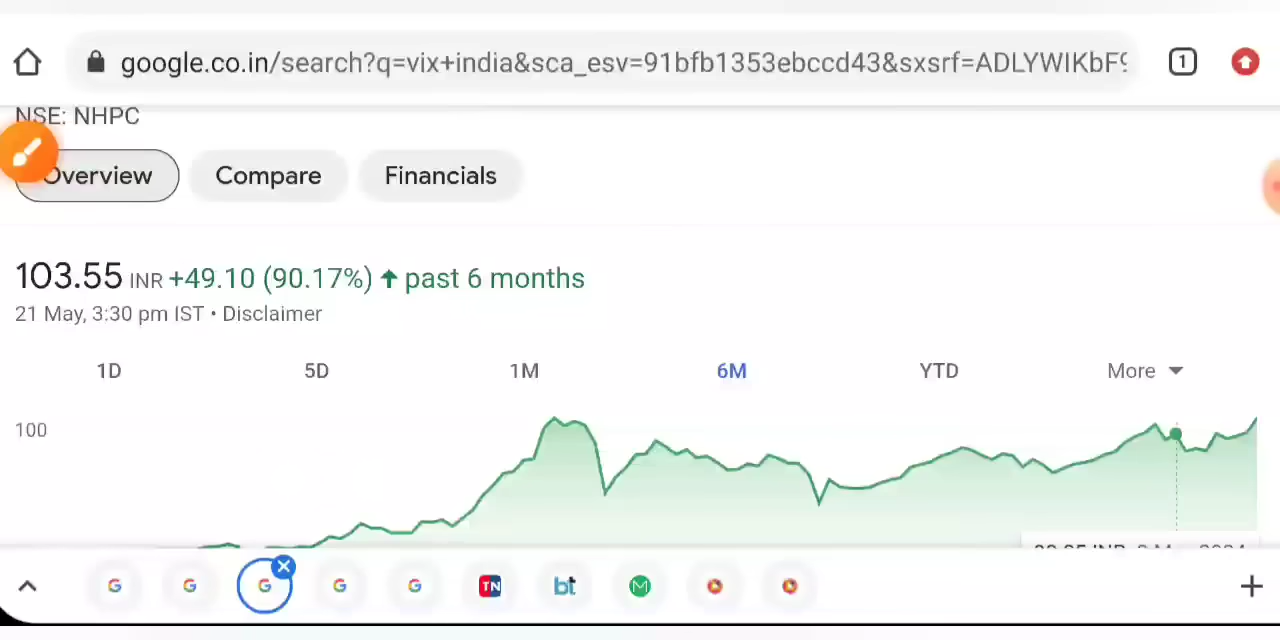 google.co.in/search?q=vix+india&sca_esv=91bfb1353ebccd43&sxsrf=ADLYWIKbF9
1
NSE: NHPC
Overview Compare Financials
103.55 INR +49.10 (90.17%) ↑ past 6 months
21 May, 3:30 pm IST • Disclaimer
1D 5D 1M 6M YTD More
100
G G G G G TN bt M